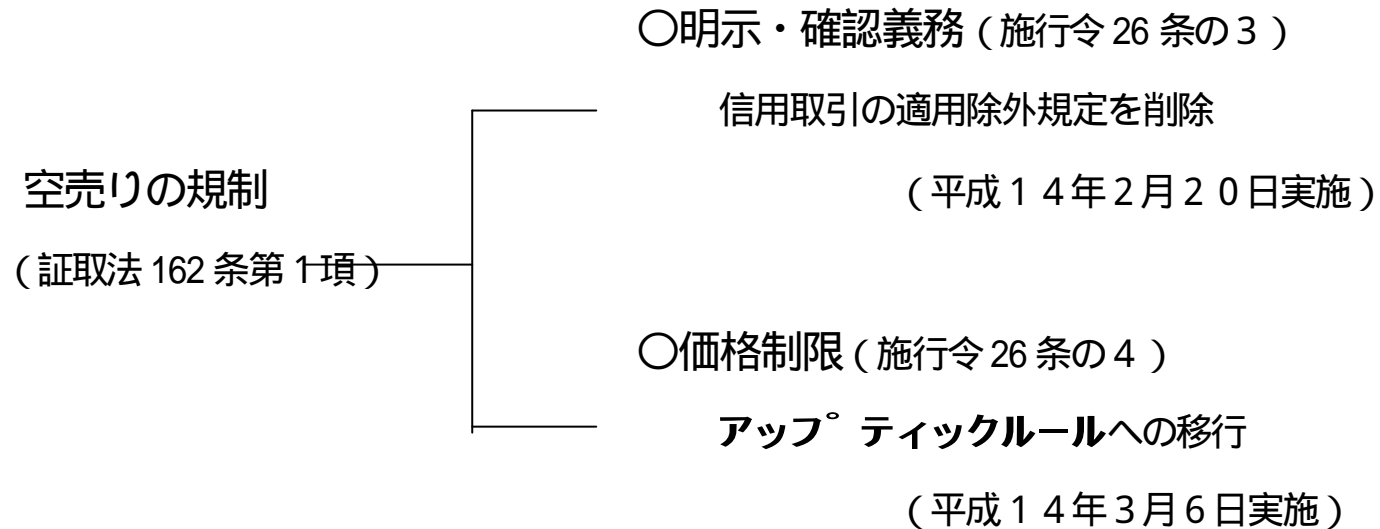 〇明示・確認義務（施行令26条の3）
信用取引の適用除外規定を削除
（平成14年2月20日実施）
空売りの規制
（証取法162条第1項）
〇価格制限（施行令26条の4）
アップティックルールへの移行
（平成14年3月6日実施）